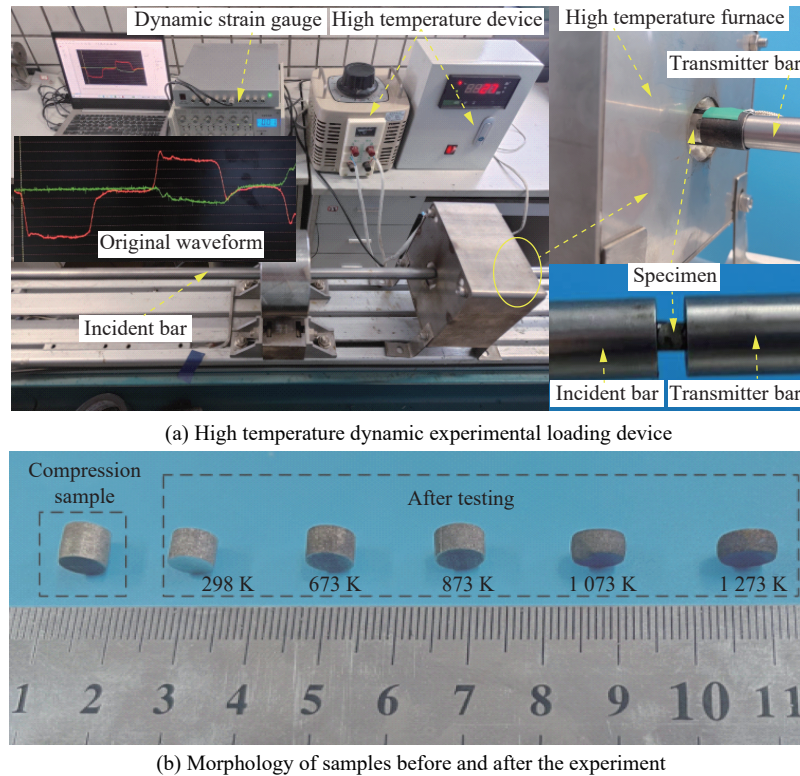 Dynamic strain gauge
High temperature device
High temperature furnace
Transmitter bar
Original waveform
Incident bar
Specimen
Incident bar
Transmitter bar
(a) High temperature dynamic experimental loading device
Compression
sample
After testing
298 K
673 K
873 K
1 073 K
1 273 K
1 2 3 4 5 6 7 8 9 10 11
(b) Morphology of samples before and after the experiment